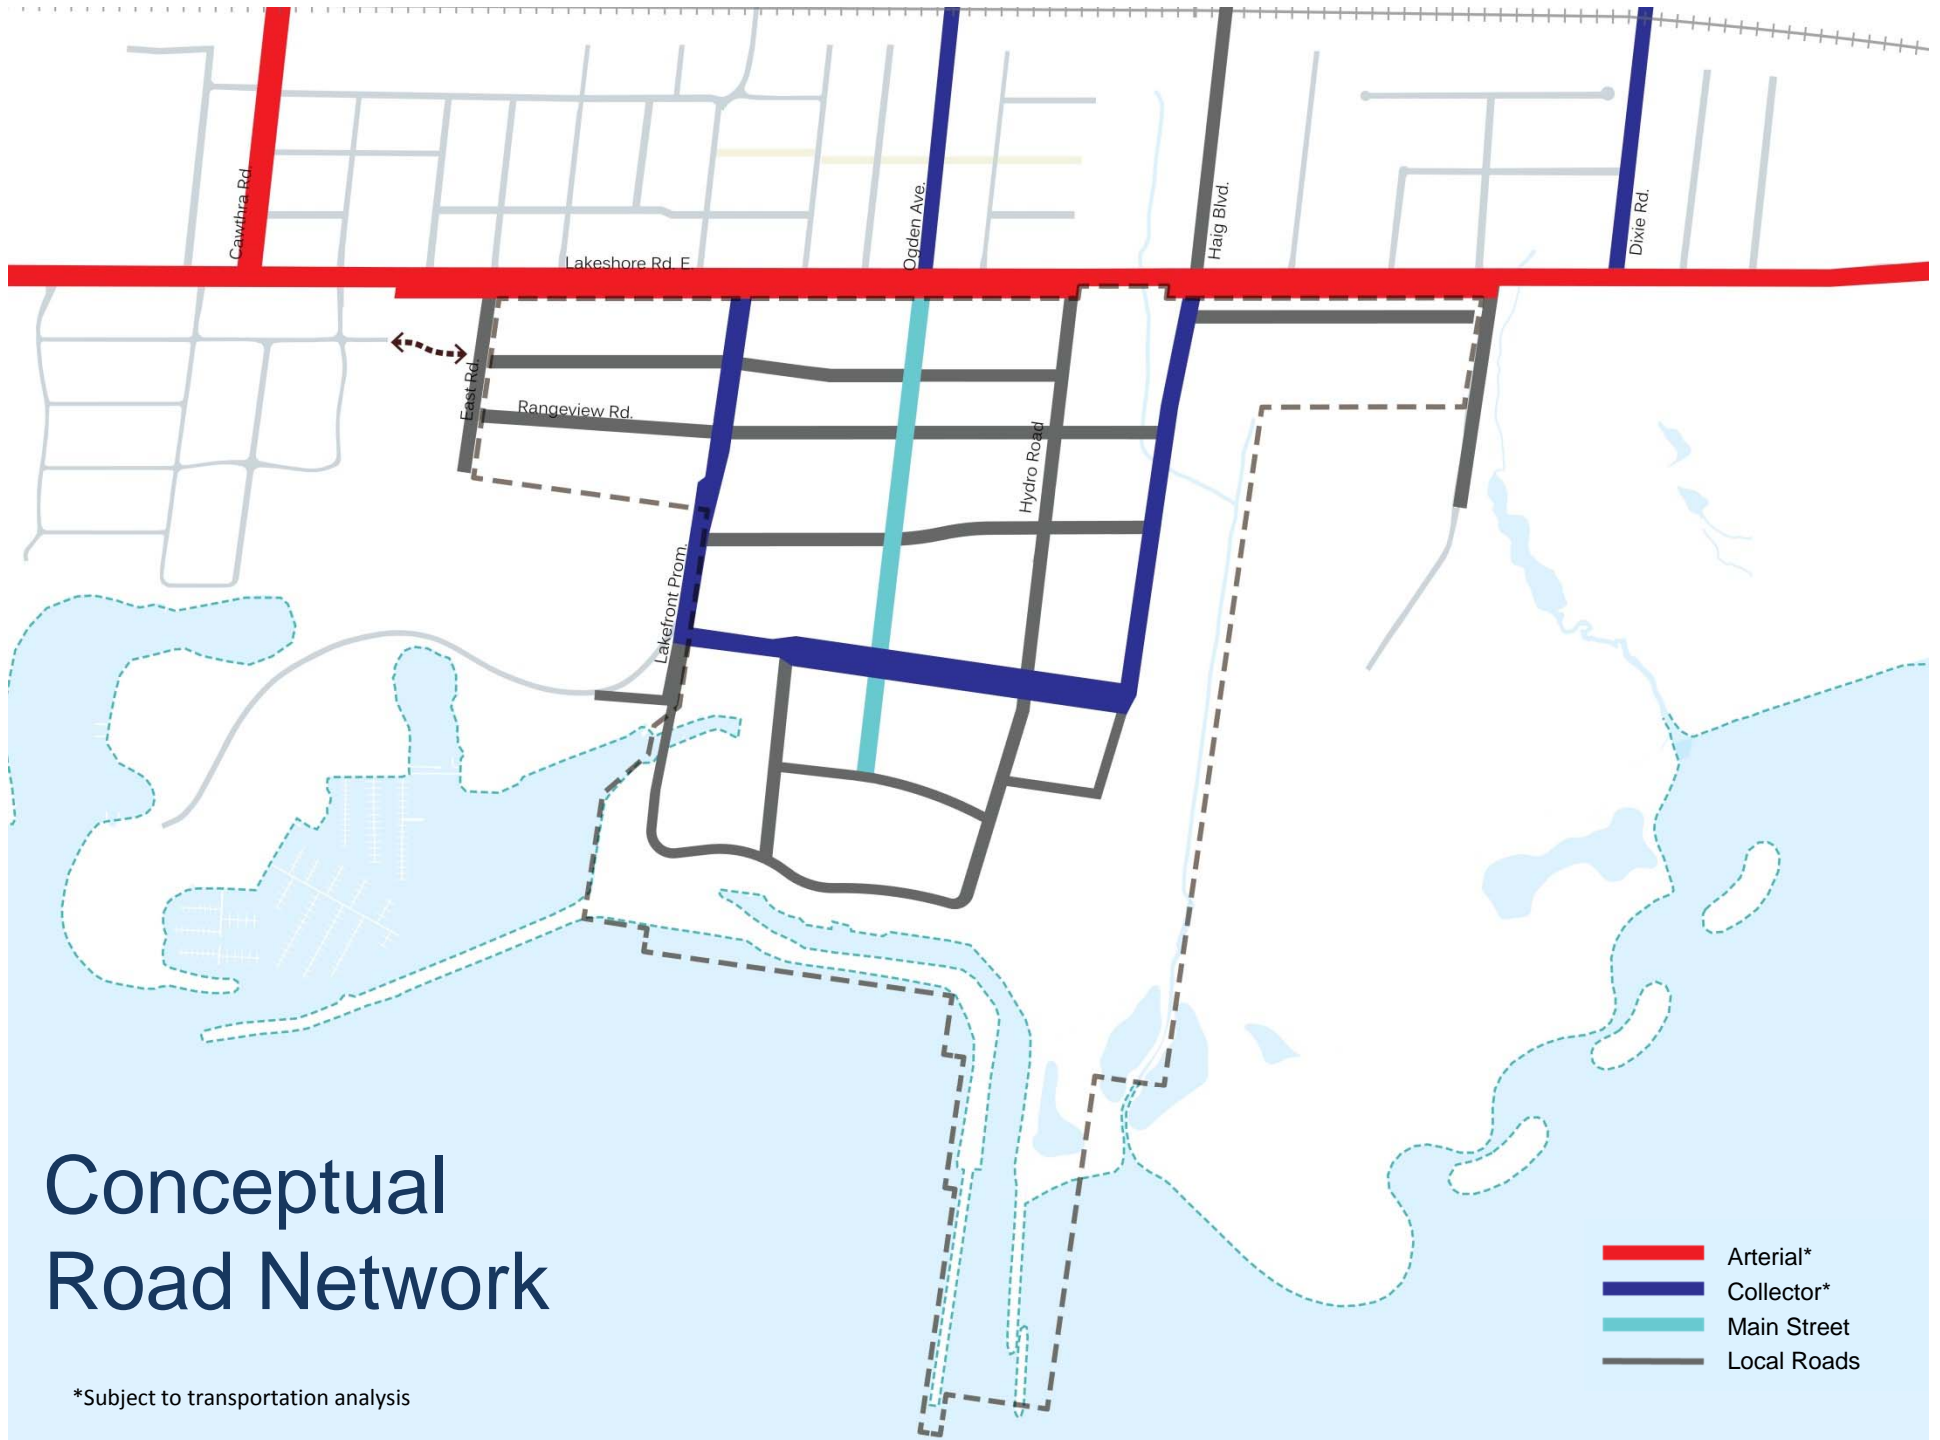 Cawthra Rd.
Ogden Ave.
Haig Blvd.
Dixie Rd.
Lakeshore Rd. E.
East Rd.
Rangeview Rd.
Hydro Road
Lakefront Prom.
Conceptual
Road Network
*Subject to transportation analysis
Arterial*
Collector*
Main Street
Local Roads